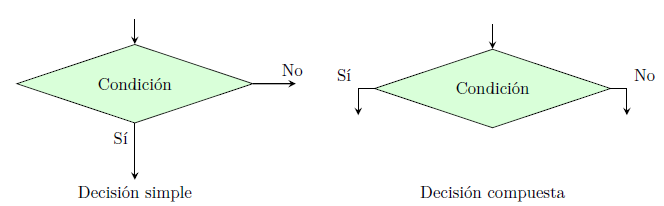 No
Condición
Sí
Decisión simple
Sí
No
Condición
Decisión compuesta